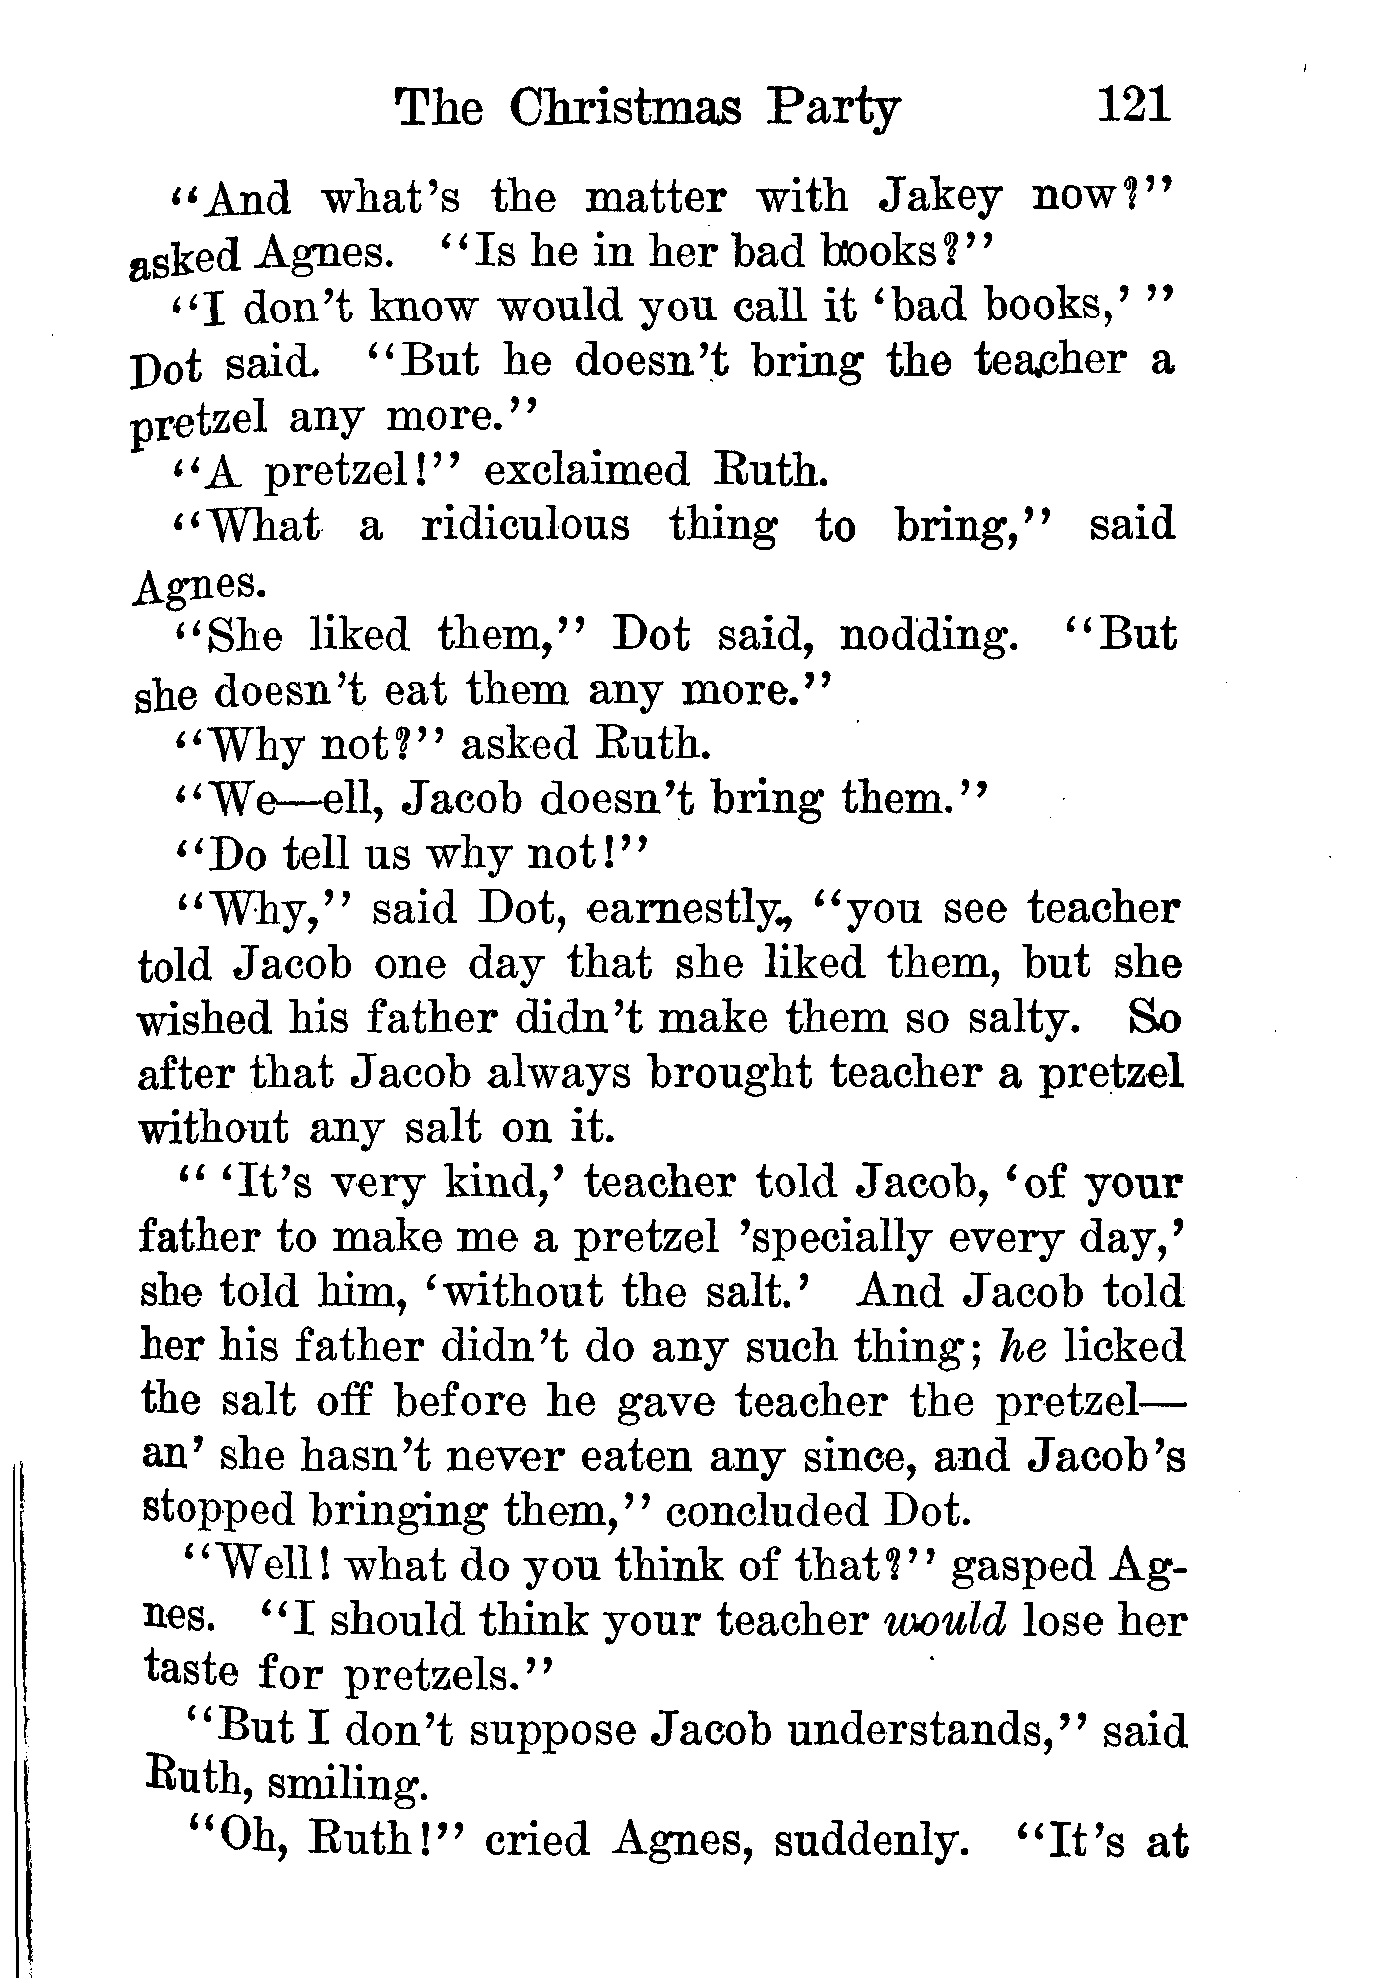 The Christmas Party 121
"And what's the matter with Jakey now?"
asked Agnes. "Is he in her bad books?"
"I don't know would you call it 'bad books,' "
Dot said. "But he doesn't bring the teacher a
pretzel any more."
"A pretzel!" exclaimed Ruth.
"What a ridiculous thing to bring," said
Agnes.
"She liked them," Dot said, nodding. "But
she doesn't eat them any more."
"Why not?" asked Ruth.
"We—ell, Jacob doesn't bring them."
"Do tell us why not!"
"Why," said Dot, earnestly, "you see teacher
told Jacob one day that she liked them, but she
wished his father didn't make them so salty. So
after that Jacob always brought teacher a pretzel
without any salt on it.
" 'It's very kind,' teacher told Jacob, 'of your
father to make me a pretzel 'specially every day,'
she told him, 'without the salt.' And Jacob told
her his father didn't do any such thing; he licked
the salt off before he gave teacher the pretzel—
an' she hasn't never eaten any since, and Jacob's
stopped bringing them," concluded Dot.
"Well! what do you think of that?" gasped Ag-
nes. "I should think your teacher would lose her
taste for pretzels."
"But I don't suppose Jacob understands," said
Ruth, smiling.
"Oh, Ruth!" cried Agnes, suddenly. "It's at